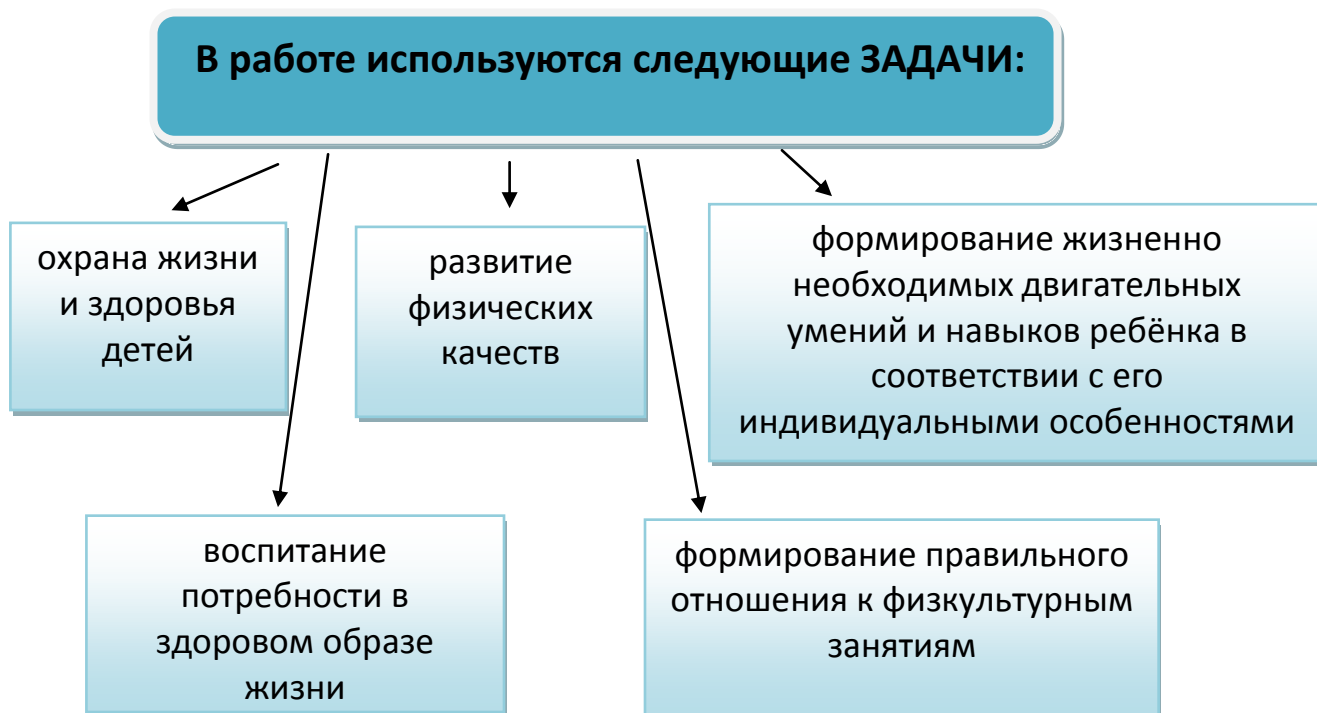 В работе используются следующие ЗАДАЧИ:
охрана жизни
и здоровья
детей
развитие
физических
качеств
формирование жизненно
необходимых двигательных
умений и навыков ребёнка в
соответствии с его
индивидуальными особенностями
воспитание
потребности в
здоровом образе
жизни
формирование правильного
отношения к физкультурным
занятиям